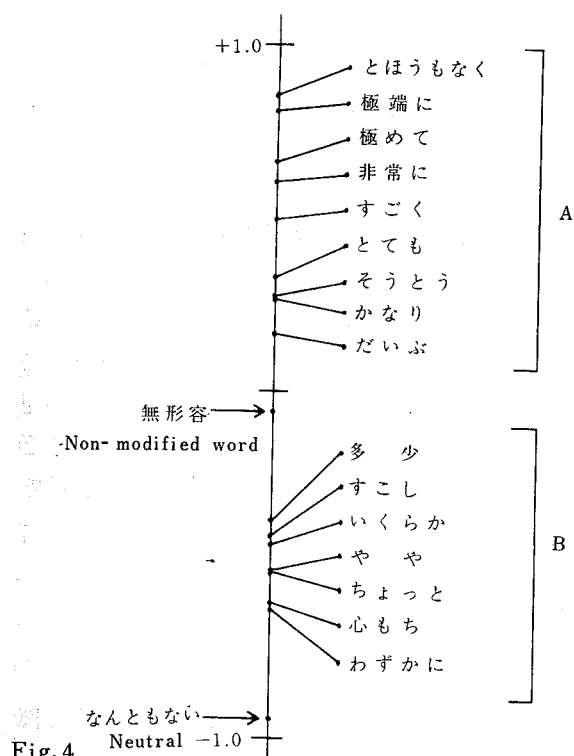 +1.0
とほうもなく
極端に
極めて
非常に
すごく
とても
そうとう
かなり
だいぶ
A
無形容
Non-modified word
多少
すこし
いくらか
やや
ちょっと
心もち
わずかに
B
なんともない
Neutral -1.0
Fig.4